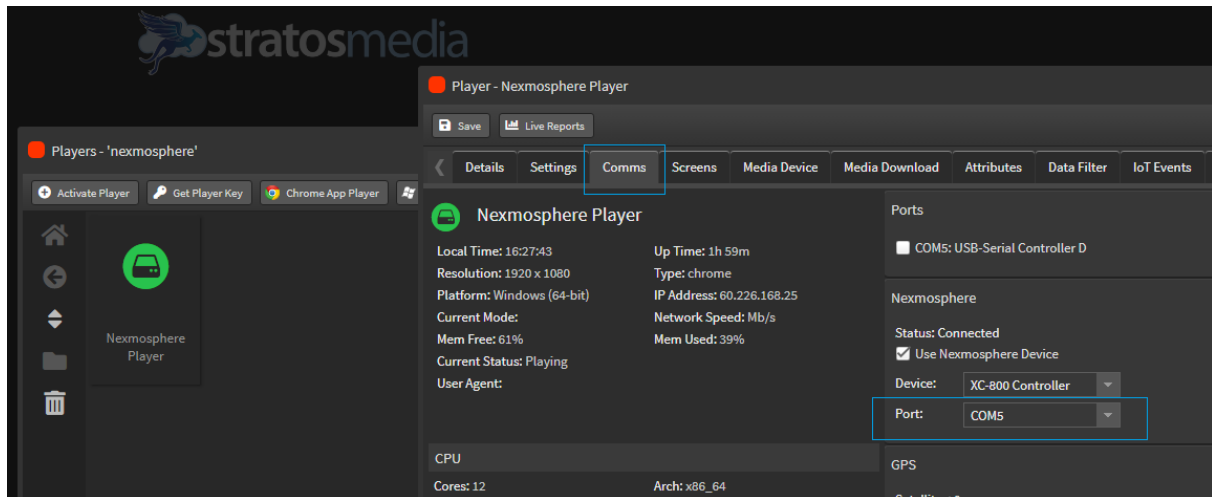 stratosmedia
Player - Nexmosphere Player
Save Live Reports
Players - 'nexmosphere'
Details Settings Comms Screens Media Device Media Download Attributes Data Filter IoT Events
Activate Player Get Player Key Chrome App Player
Nexmosphere Player
Ports
Local Time: 16:27:43 Up Time: 1h 59m
COM5: USB-Serial Controller D
Resolution: 1920 x 1080 Type: chrome
Platform: Windows (64-bit) IP Address: 60.226.168.25
Nexmosphere
Current Mode: Network Speed: Mb/s
Status: Connected
Mem Free: 61% Mem Used: 39%
Use Nexmosphere Device
Current Status: Playing
User Agent:
Device: XC-800 Controller
Port: COM5
Nexmosphere
Player
CPU
GPS
Cores: 12 Arch: x86_64